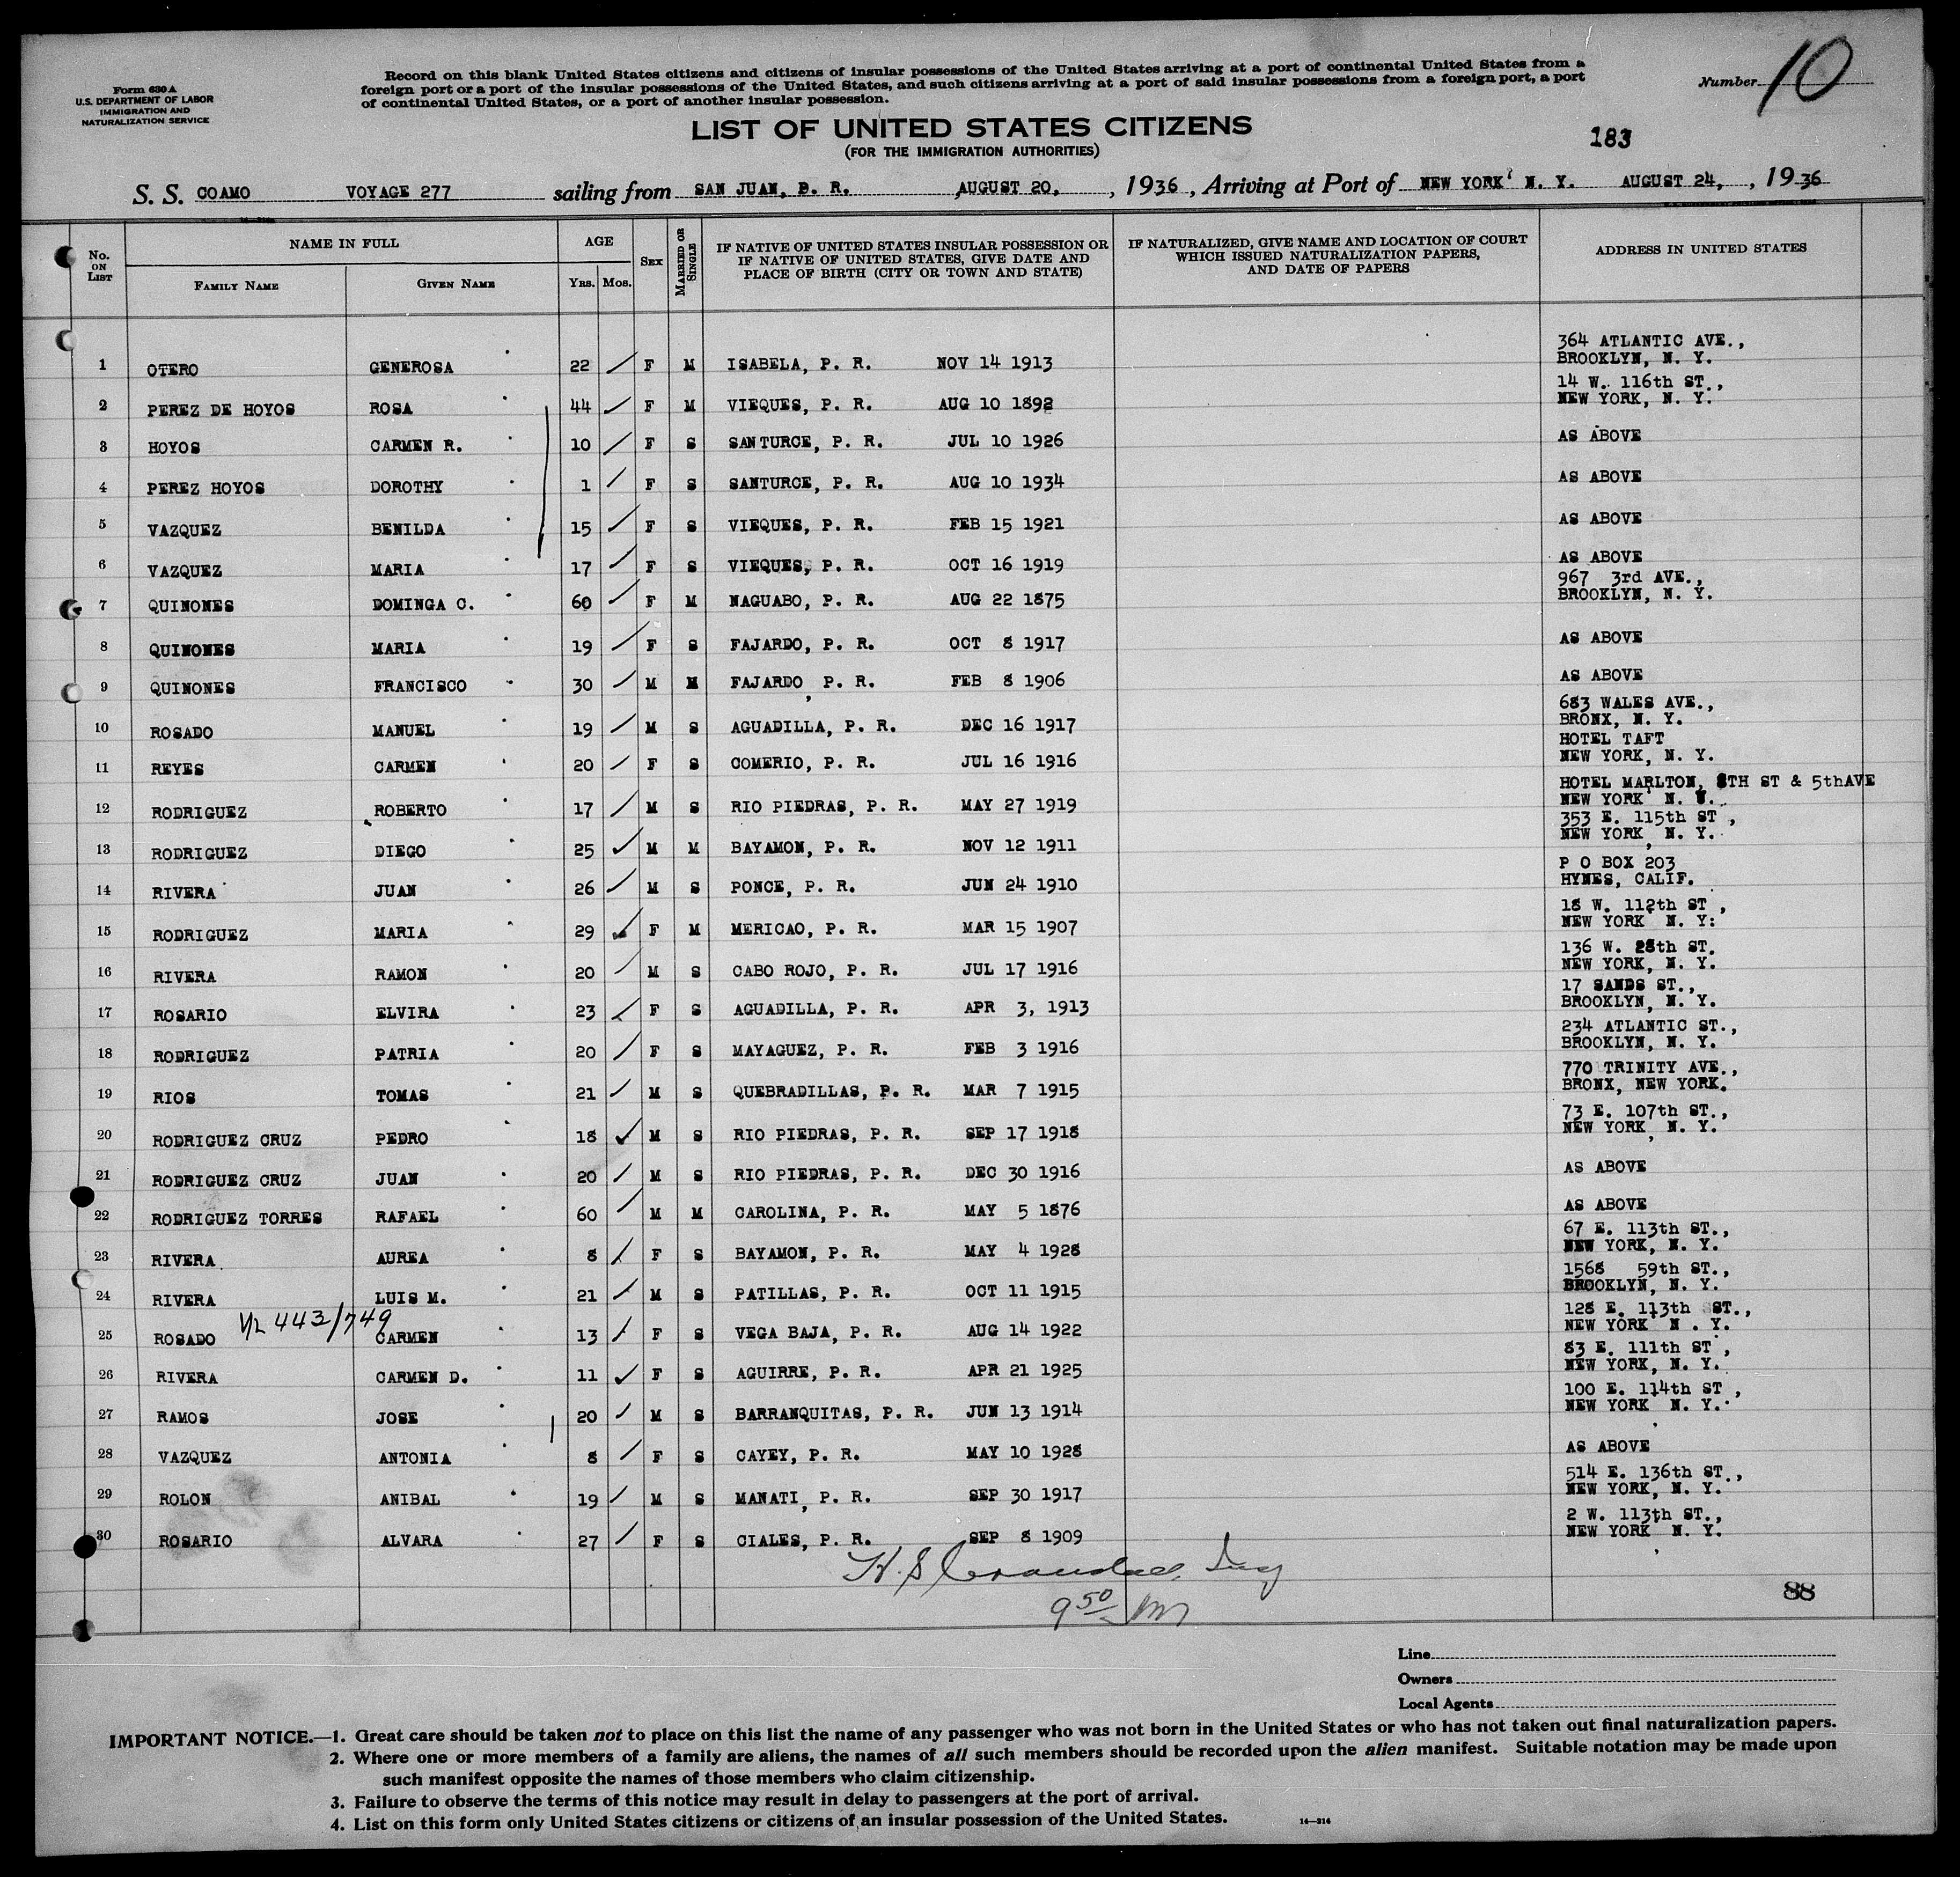 Form 630 A
U.S. DEPARTMENT OF LABOR
IMMIGRATION AND
NATURALIZATION SERVICE
Record on this blank United States citizens and citizens of insular possessions of the United States arriving at a port of continental United States from a
foreign port or a port of the insular possessions of the United States, and such citizens arriving at a port of said insular possessions from a foreign port, a port
of continental United States, or a port of another insular possession.
Number 10
LIST OF UNITED STATES CITIZENS
(FOR THE IMMIGRATION AUTHORITIES)
183
S. S. COAMO VOYAGE 277 sailing from SAN JUAN, P. R. AUGUST 20, , 1936, Arriving at Port of NEW YORK, N. Y. AUGUST 24, , 1936
No. ON LIST
NAME IN FULL
FAMILY NAME GIVEN NAME
AGE
YRS. MOS.
SEX
MARRIED OR SINGLE
IF NATIVE OF UNITED STATES INSULAR POSSESSION OR
IF NATIVE OF UNITED STATES, GIVE DATE AND
PLACE OF BIRTH (CITY OR TOWN AND STATE)
IF NATURALIZED, GIVE NAME AND LOCATION OF COURT
WHICH ISSUED NATURALIZATION PAPERS,
AND DATE OF PAPERS
ADDRESS IN UNITED STATES
364 ATLANTIC AVE.,
1 OTERO GENEROSA 22 F M ISABELA, P. R. NOV 14 1913 BROOKLYN, N. Y.
14 W. 116th ST.,
2 PEREZ DE HOYOS ROSA 44 F M VIEQUES, P. R. AUG 10 1892 NEW YORK, N. Y.
3 HOYOS CARMEN R. 10 F S SANTURCE, P. R. JUL 10 1926 AS ABOVE
4 PEREZ HOYOS DOROTHY 1 F S SANTURCE, P. R. AUG 10 1934 AS ABOVE
5 VAZQUEZ BENILDA 15 F S VIEQUES, P. R. FEB 15 1921 AS ABOVE
6 VAZQUEZ MARIA 17 F S VIEQUES, P. R. OCT 16 1919 AS ABOVE
967 3rd AVE.,
7 QUINONES DOMINGA C. 60 F M NAGUABO, P. R. AUG 22 1875 BROOKLYN, N. Y.
8 QUINONES MARIA 19 F S FAJARDO, P. R. OCT 8 1917 AS ABOVE
9 QUINONES FRANCISCO 30 M M FAJARDO, P. R. FEB 8 1906 AS ABOVE
683 WALES AVE.,
10 ROSADO MANUEL 19 M S AGUADILLA, P. R. DEC 16 1917 BRONX, N. Y.
HOTEL TAFT
11 REYES CARMEN 20 F S COMERIO, P. R. JUL 16 1916 NEW YORK, N. Y.
HOTEL MARLTON, 8TH ST & 5thAVE
12 RODRIGUEZ ROBERTO 17 M S RIO PIEDRAS, P. R. MAY 27 1919 NEW YORK, N. Y.
353 E. 115th ST,
13 RODRIGUEZ DIEGO 25 M M BAYAMON, P. R. NOV 12 1911 NEW YORK, N. Y.
P O BOX 203
14 RIVERA JUAN 26 M S PONCE, P. R. JUN 24 1910 HYNES, CALIF.
18 W. 112th ST,
15 RODRIGUEZ MARIA 29 F M MERICAO, P. R. MAR 15 1907 NEW YORK N. Y.
136 W. 28th ST.
16 RIVERA RAMON 20 M S CABO ROJO, P. R. JUL 17 1916 NEW YORK, N. Y.
17 SANDS ST.,
17 ROSARIO ELVIRA 23 F S AGUADILLA, P. R. APR 3, 1913 BROOKLYN, N. Y.
234 ATLANTIC ST.,
18 RODRIGUEZ PATRIA 20 F S MAYAGUEZ, P. R. FEB 3 1916 BROOKLYN, N. Y.
770 TRINITY AVE.,
19 RIOS TOMAS 21 M S QUEBRADILLAS, P. R. MAR 7 1915 BRONX, NEW YORK.
73 E. 107th ST.,
20 RODRIGUEZ CRUZ PEDRO 18 M S RIO PIEDRAS, P. R. SEP 17 1918 NEW YORK, N. Y.
21 RODRIGUEZ CRUZ JUAN 20 M S RIO PIEDRAS, P. R. DEC 30 1916 AS ABOVE
22 RODRIGUEZ TORRES RAFAEL 60 M M CAROLINA, P. R. MAY 5 1876 AS ABOVE
67 E. 113th ST.,
23 RIVERA AUREA 8 F S BAYAMON, P. R. MAY 4 1928 NEW YORK, N. Y.
1568 59th ST.,
24 RIVERA LUIS M. 21 M S PATILLAS, P. R. OCT 11 1915 BROOKLYN, N. Y.
443/749
128 E. 113th ST.,
25 ROSADO CARMEN 13 F S VEGA BAJA, P. R. AUG 14 1922 NEW YORK N. Y.
83 E. 111th ST,
26 RIVERA CARMEN D. 11 F S AGUIRRE, P. R. APR 21 1925 NEW YORK, N. Y.
100 E. 114th ST,
27 RAMOS JOSE 20 M S BARRANQUITAS, P. R. JUN 13 1914 NEW YORK N. Y.
28 VAZQUEZ ANTONIA 8 F S CAYEY, P. R. MAY 10 1928 AS ABOVE
514 E. 136th ST.,
29 ROLON ANIBAL 19 M S MANATI, P. R. SEP 30 1917 NEW YORK, N. Y.
2 W. 113th ST.,
30 ROSARIO ALVARA 27 F S CIALES, P. R. SEP 8 1909 NEW YORK N. Y.
88
9 50
Line
Owners
Local Agents
IMPORTANT NOTICE.—1. Great care should be taken not to place on this list the name of any passenger who was not born in the United States or who has not taken out final naturalization papers.
2. Where one or more members of a family are aliens, the names of all such members should be recorded upon the alien manifest. Suitable notation may be made upon
such manifest opposite the names of those members who claim citizenship.
3. Failure to observe the terms of this notice may result in delay to passengers at the port of arrival.
4. List on this form only United States citizens or citizens of an insular possession of the United States. 14—314